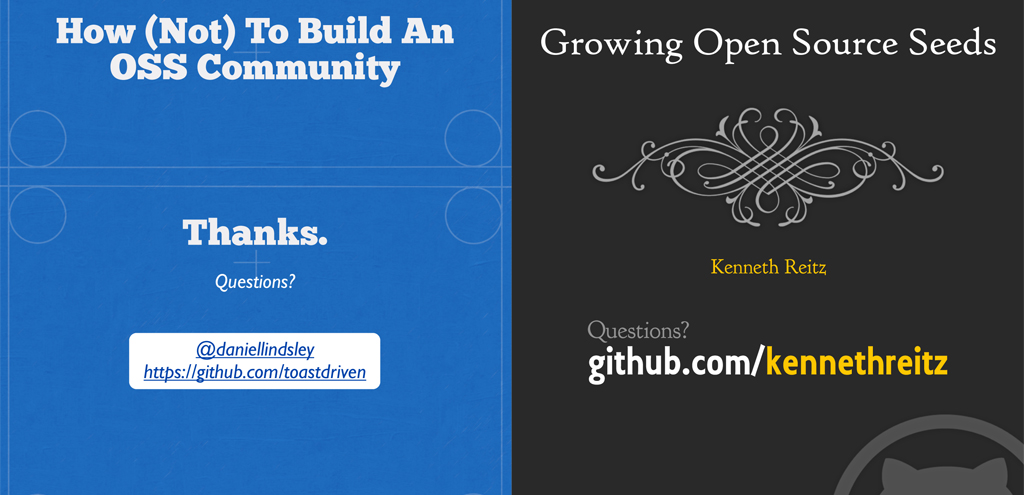 How (Not) To Build An
OSS Community
Thanks.
Questions?
@daniellindsley
https://github.com/toastdriven
Growing Open Source Seeds
Kenneth Reitz
Questions?
github.com/kennethreitz